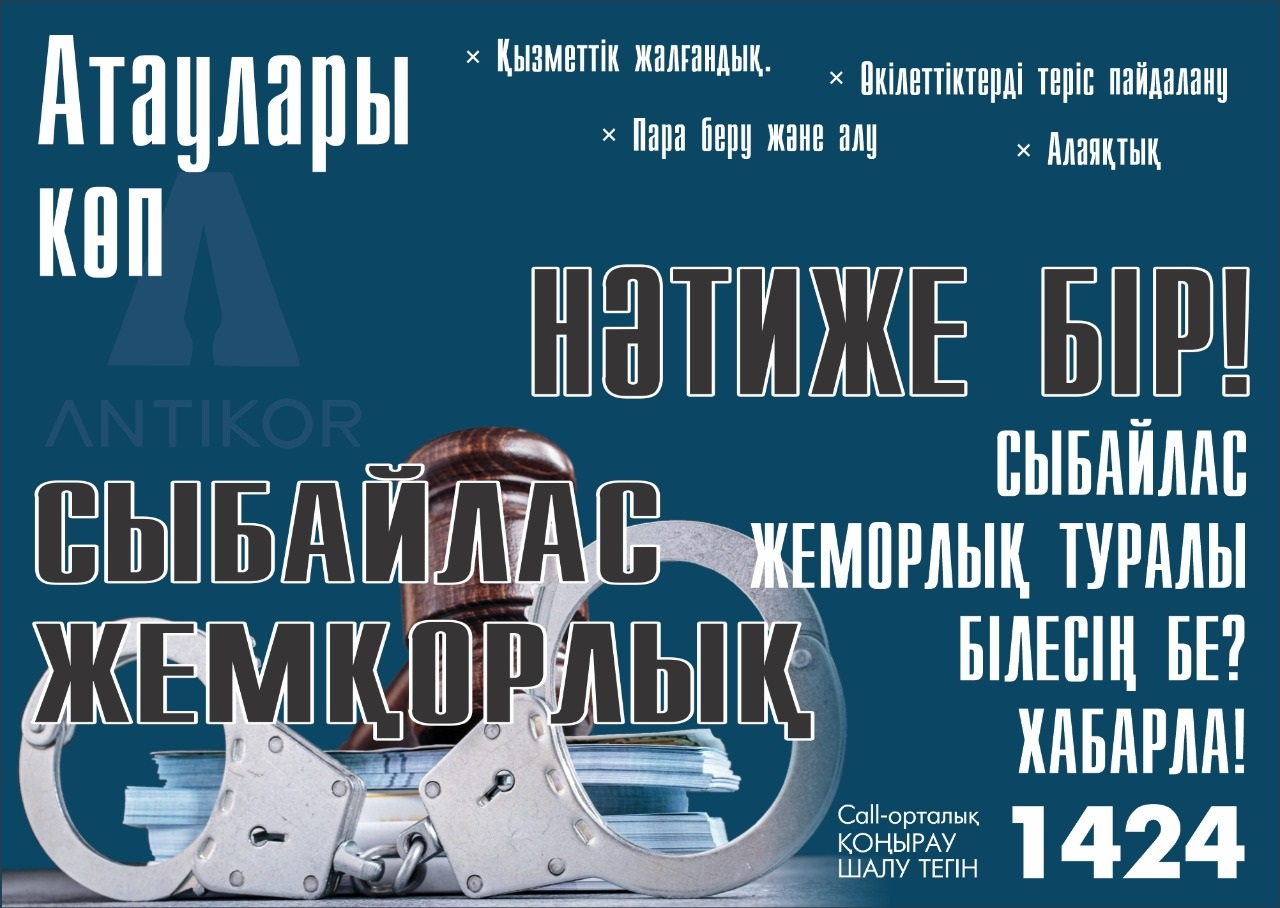 Атаулары
көп
× Қызметтік жалғандық.
× Өкілеттіктерді теріс пайдалану
× Пара беру және алу
× Алаяқтық
НӘТИЖЕ БІР!
ANTIKOR
СЫБАЙЛАС
ЖЕМҚОРЛЫҚ
СЫБАЙЛАС
ЖЕМОРЛЫҚ ТУРАЛЫ
БІЛЕСІҢ БЕ?
ХАБАРЛА!
Call-орталық
ҚОҢЫРАУ
ШАЛУ ТЕГІН
1424